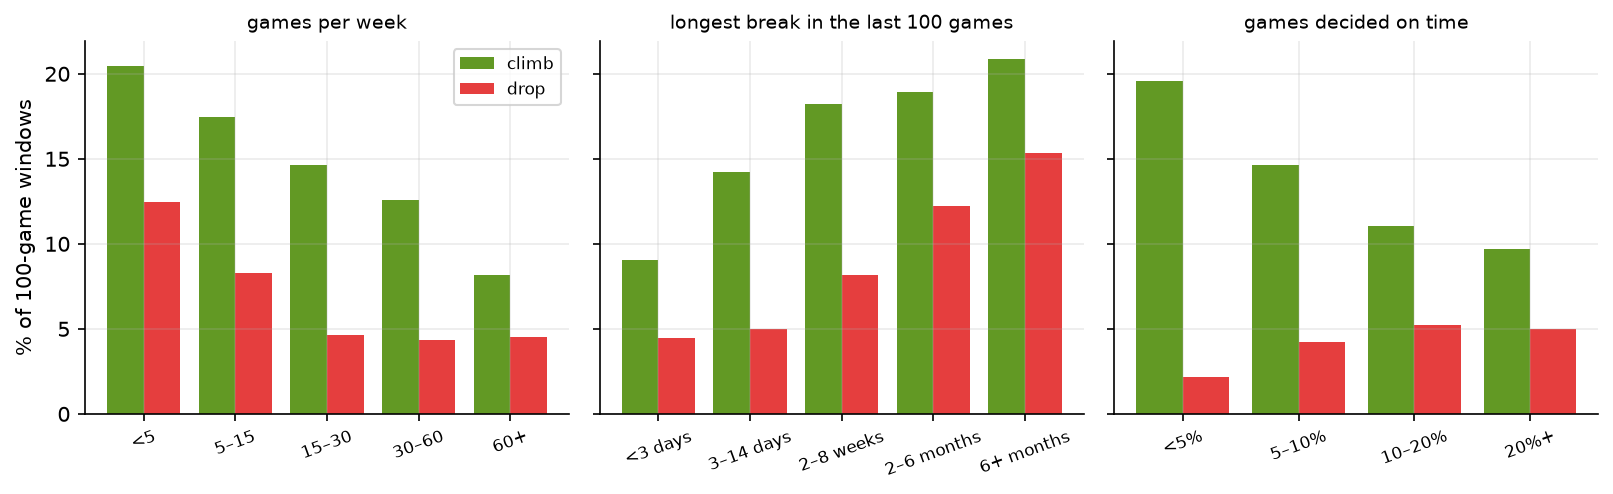 games per week
longest break in the last 100 games
games decided on time
% of 100-game windows
20
15
10
5
0
climb
drop
<5
5–15
15–30
30–60
60+
<3 days
3–14 days
2–8 weeks
2–6 months
6+ months
<5%
5–10%
10–20%
20%+